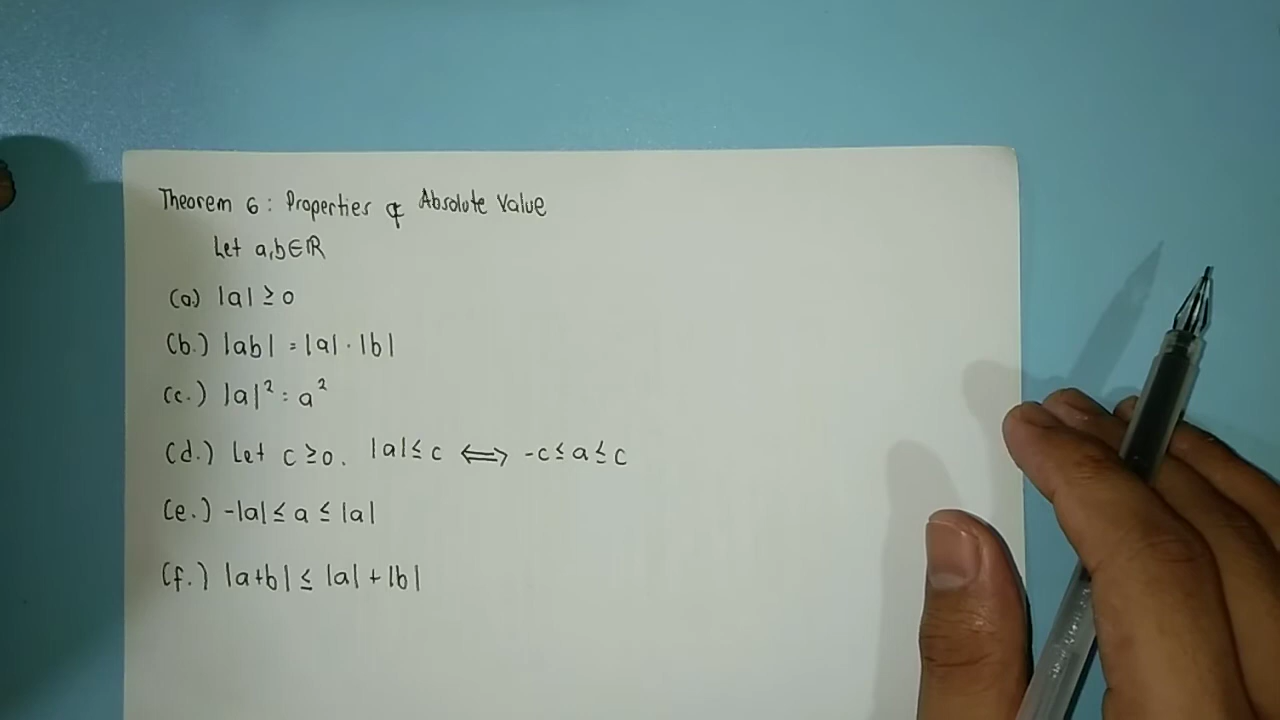 Theorem 6: Properties of Absolute Value
Let a,b∈ℝ
(a) |a| ≥ 0
(b.) |ab| = |a| · |b|
(c.) |a|² = a²
(d.) Let c ≥ 0. |a| ≤ c ⟺ -c ≤ a ≤ c
(e.) -|a| ≤ a ≤ |a|
(f.) |a+b| ≤ |a| + |b|